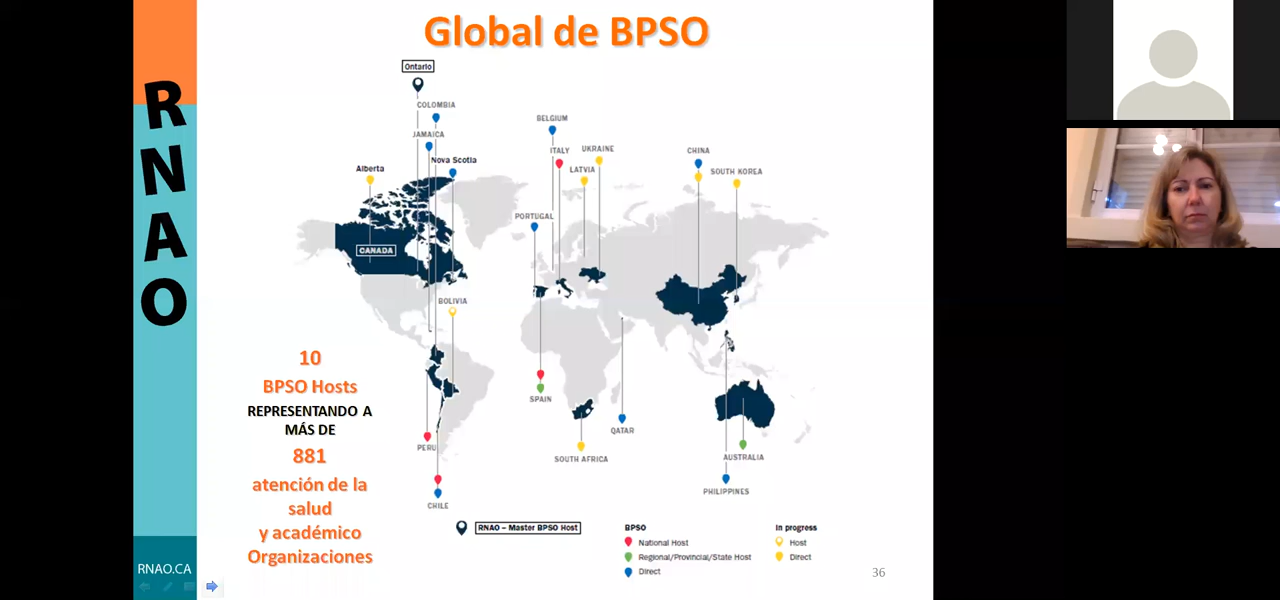 Global de BPSO
RNAO
Ontario
COLOMBIA
JAMAICA
Nova Scotia
Alberta
CANADA
BOLIVIA
BELGIUM
ITALY
UKRAINE
LATVIA
PORTUGAL
CHINA
SOUTH KOREA
10
BPSO Hosts
REPRESENTANDO A
MÁS DE
881
atención de la
salud
y académico
Organizaciones
PERU
CHILE
SPAIN
SOUTH AFRICA
QATAR
AUSTRALIA
PHILIPPINES
RNAO – Master BPSO Host
BPSO
National Host
Regional/Provincial/State Host
Direct
In progress
Host
Direct
RNAO.CA
36